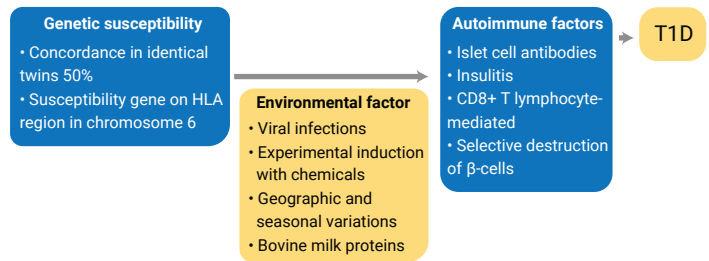 Genetic susceptibility
• Concordance in identical
twins 50%
• Susceptibility gene on HLA
region in chromosome 6
Environmental factor
• Viral infections
• Experimental induction
with chemicals
• Geographic and
seasonal variations
• Bovine milk proteins
Autoimmune factors
• Islet cell antibodies
• Insulitis
• CD8+ T lymphocyte-
mediated
• Selective destruction
of β-cells
T1D